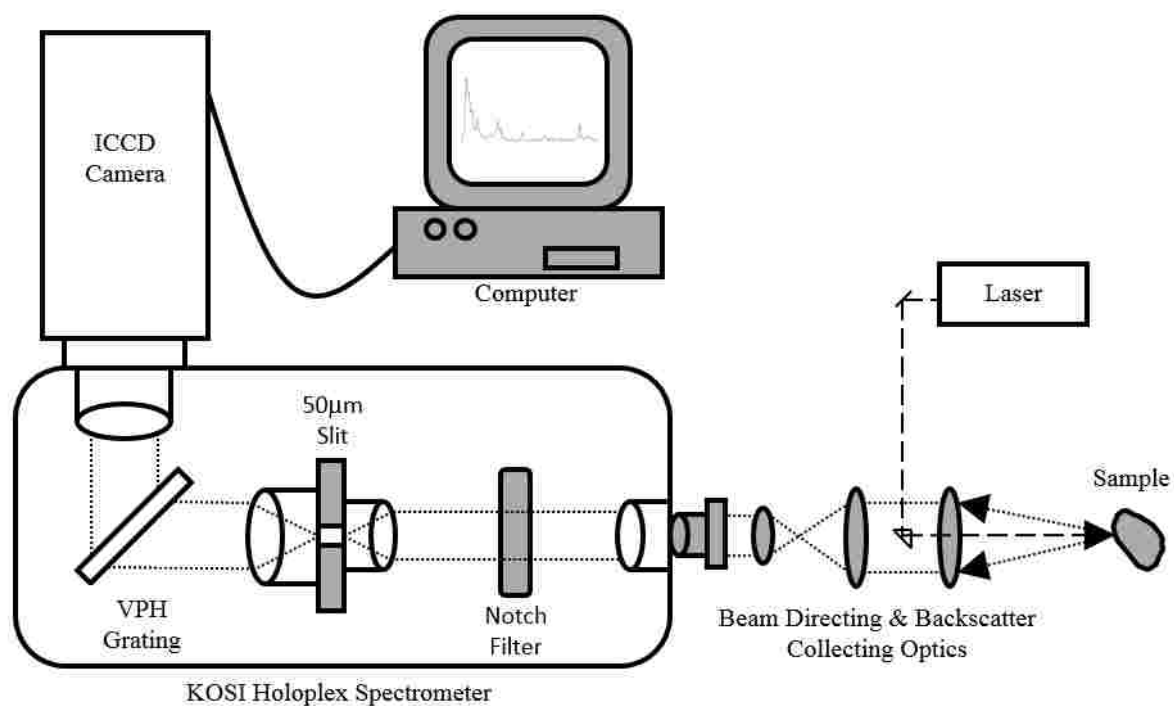 ICCD
Camera
Computer
Laser
50μm
Slit
Sample
VPH
Grating
Notch
Filter
Beam Directing & Backscatter
Collecting Optics
KOSI Holoplex Spectrometer